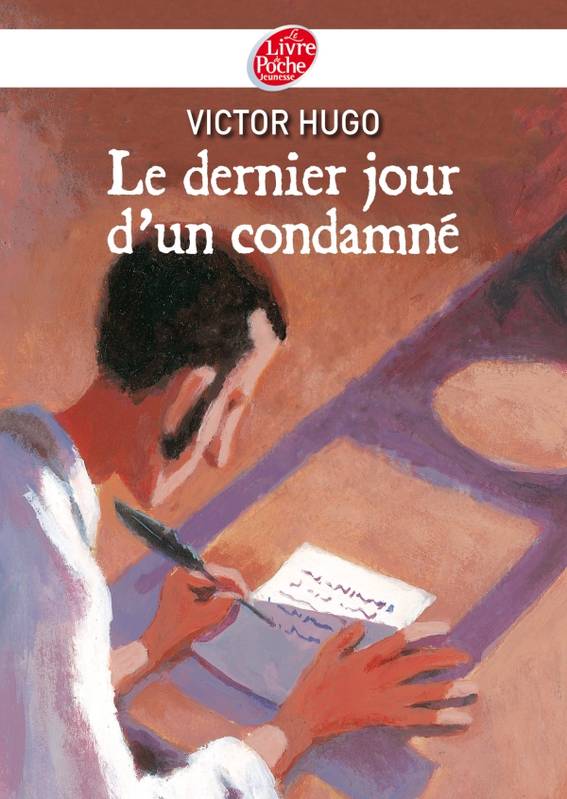 Le
Livre
de
Poche
Jeunesse
VICTOR HUGO
Le dernier jour
d'un condamné